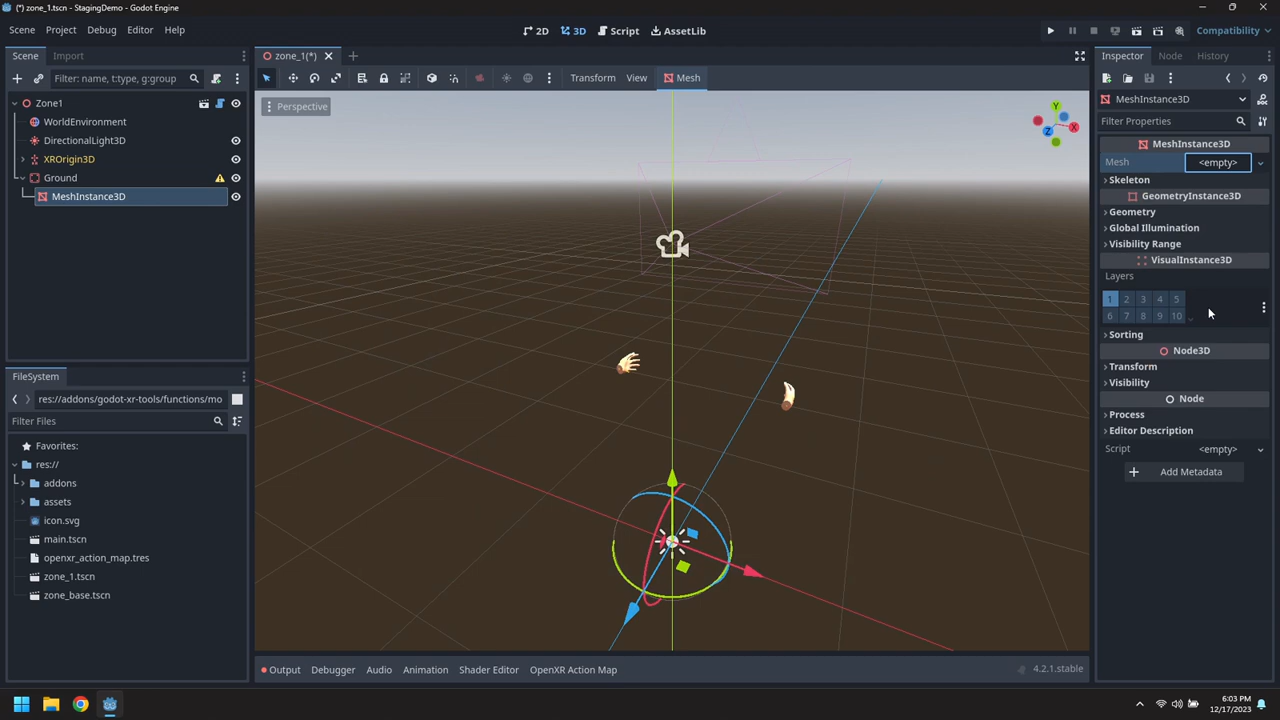 (*) zone_1.tscn - StagingDemo - Godot Engine
Scene Project Debug Editor Help
2D 3D Script AssetLib
Compatibility
Scene Import
Filter: name, t:type, g:group
Zone1
WorldEnvironment
DirectionalLight3D
XROrigin3D
Ground
MeshInstance3D
FileSystem
res://addons/godot-xr-tools/functions/mo
Filter Files
Favorites:
res://
addons
assets
icon.svg
main.tscn
openxr_action_map.tres
zone_1.tscn
zone_base.tscn
zone_1(*)
Transform View Mesh
Perspective
Y
X
Z
Output Debugger Audio Animation Shader Editor OpenXR Action Map
4.2.1.stable
Inspector Node History
MeshInstance3D
Filter Properties
MeshInstance3D
Mesh <empty>
Skeleton
GeometryInstance3D
Geometry
Global Illumination
Visibility Range
VisualInstance3D
Layers
1 2 3 4 5
6 7 8 9 10
Sorting
Node3D
Transform
Visibility
Node
Process
Editor Description
Script <empty>
Add Metadata
6:03 PM
12/17/2023